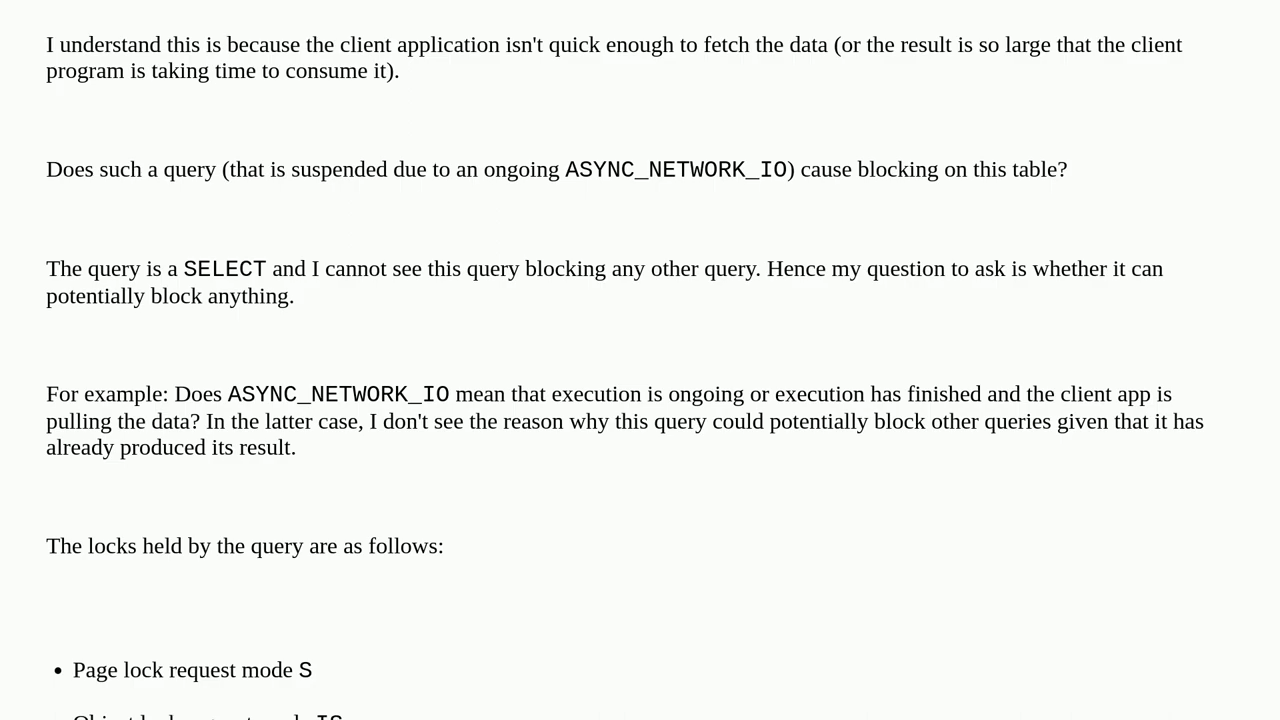 I understand this is because the client application isn't quick enough to fetch the data (or the result is so large that the client
program is taking time to consume it).
Does such a query (that is suspended due to an ongoing ASYNC_NETWORK_IO) cause blocking on this table?
The query is a SELECT and I cannot see this query blocking any other query. Hence my question to ask is whether it can
potentially block anything.
For example: Does ASYNC_NETWORK_IO mean that execution is ongoing or execution has finished and the client app is
pulling the data? In the latter case, I don't see the reason why this query could potentially block other queries given that it has
already produced its result.
The locks held by the query are as follows:
• Page lock request mode S